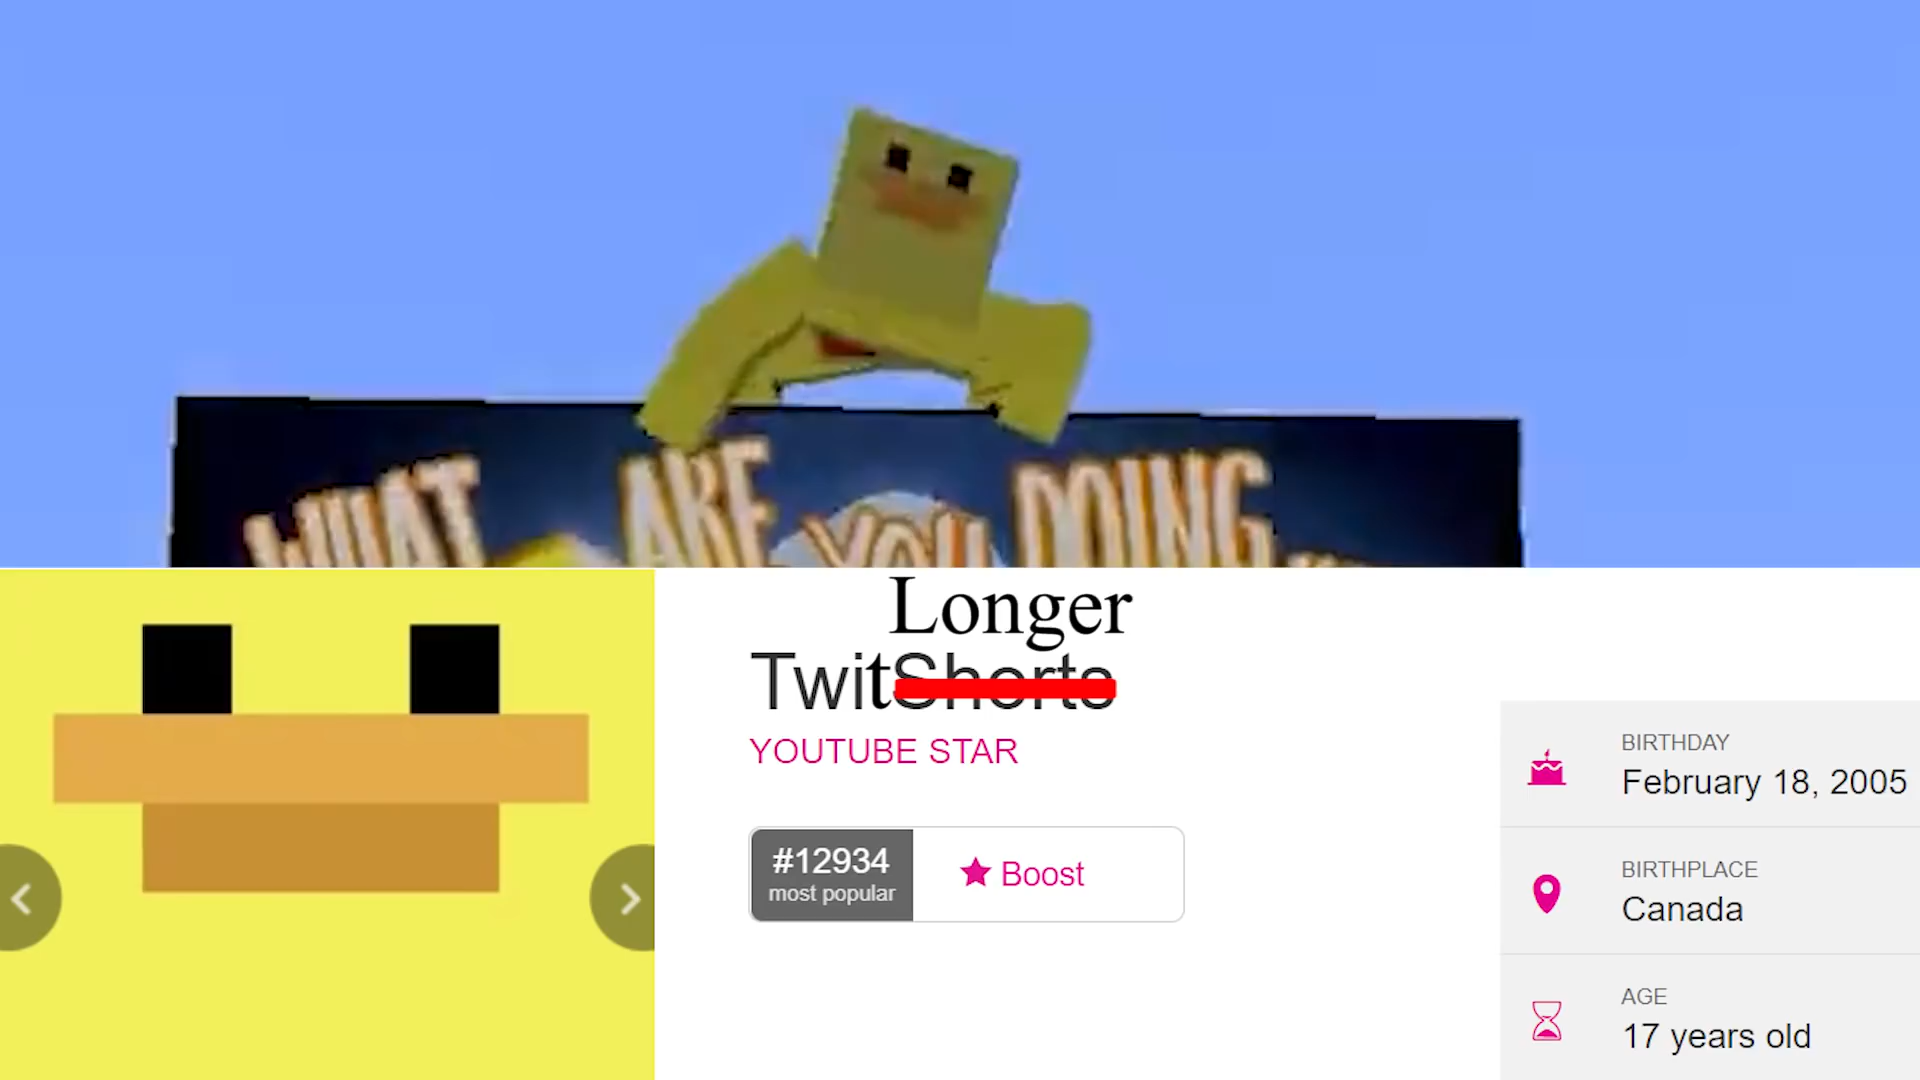 WHAT ARE YOU DOING
Longer
TwitShorts
YOUTUBE STAR
#12934
most popular
Boost
BIRTHDAY
February 18, 2005
BIRTHPLACE
Canada
AGE
17 years old